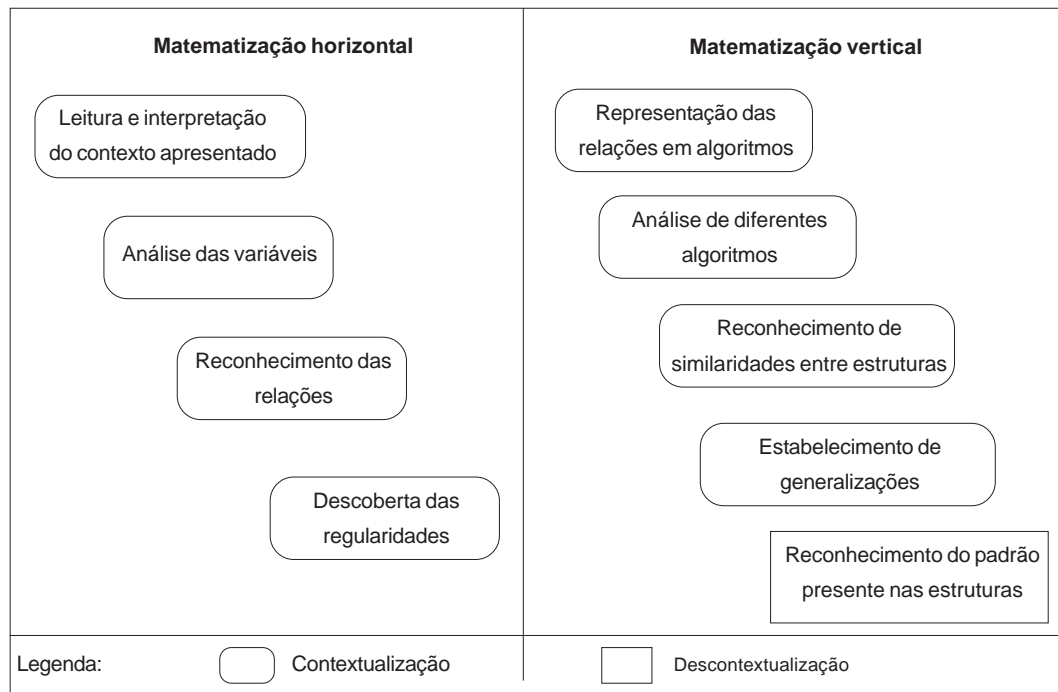 Matematização horizontal
Leitura e interpretação
do contexto apresentado
Análise das variáveis
Reconhecimento das
relações
Descoberta das
regularidades
Matematização vertical
Representação das
relações em algoritmos
Análise de diferentes
algoritmos
Reconhecimento de
similaridades entre estruturas
Estabelecimento de
generalizações
Reconhecimento do padrão
presente nas estruturas
Legenda:
Contextualização
Descontextualização